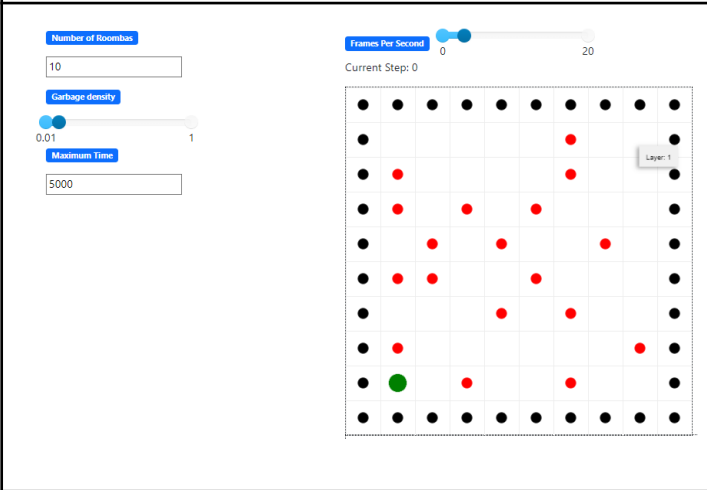 Number of Roombas
10
Garbage density
0.01
1
Maximum Time
5000
Frames Per Second
0
20
Current Step: 0
Layer: 1